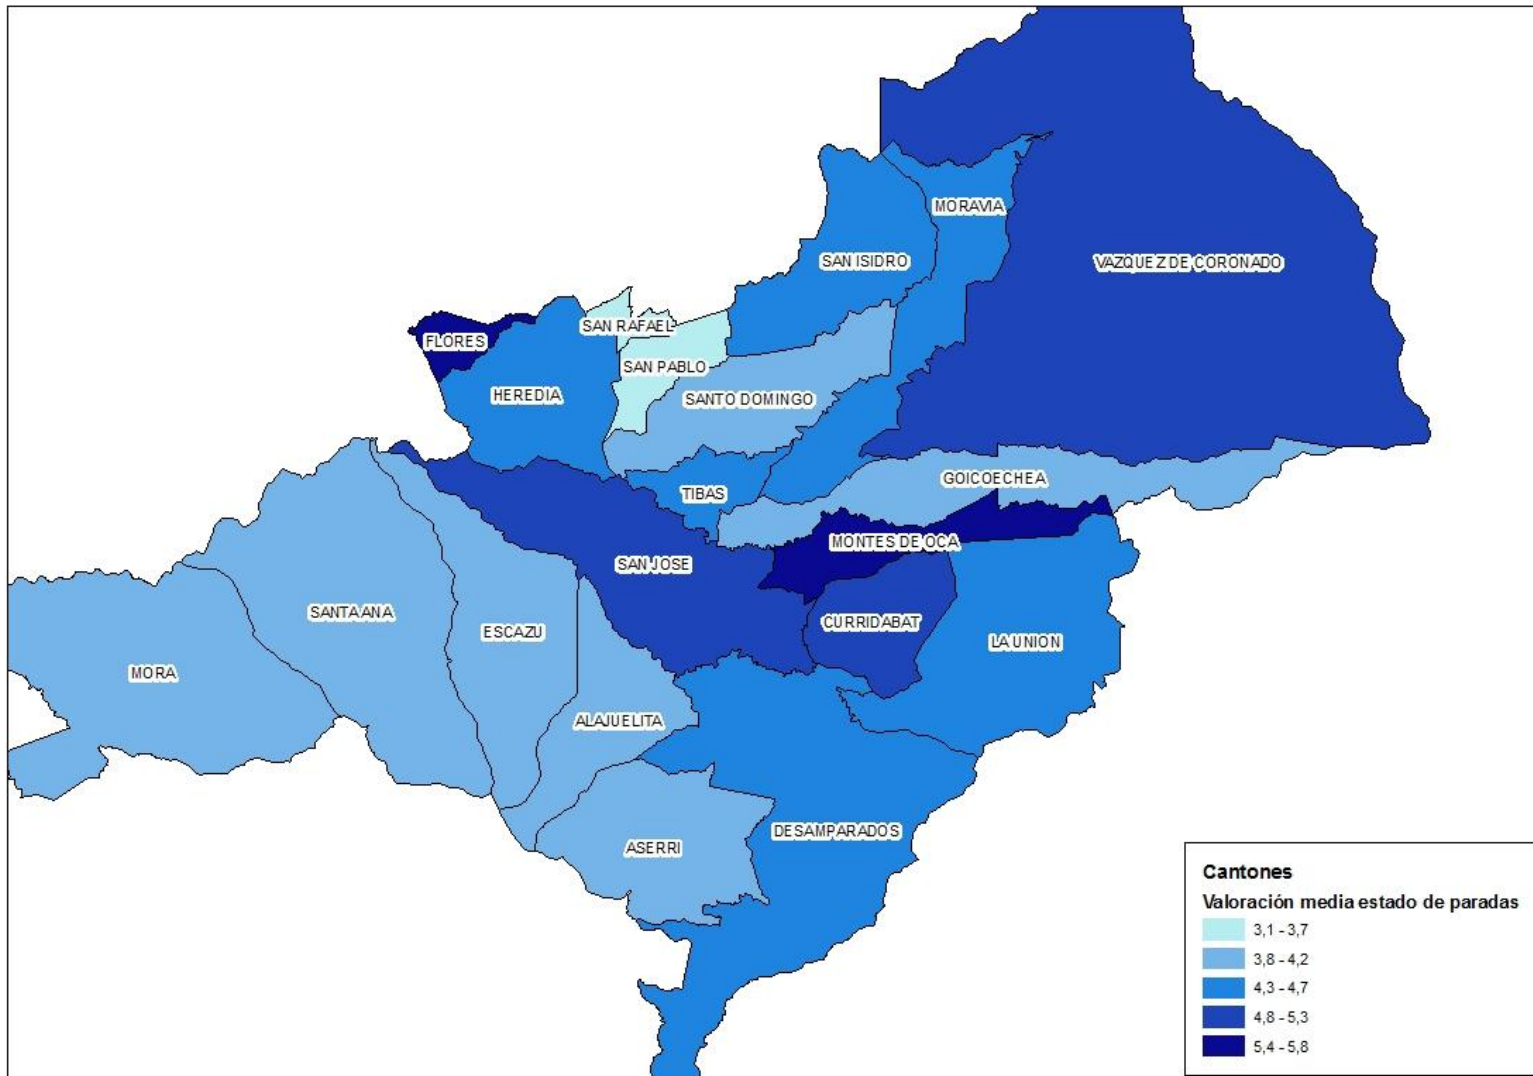 MORAVIA
SAN ISIDRO
VAZQUEZ DE CORONADO
SAN RAFAEL
FLORES
SAN PABLO
HEREDIA
SANTO DOMINGO
GOICOECHEA
TIBAS
MONTES DE OCA
SAN JOSE
SANTA ANA
CURRIDABAT
ESCAZU
LA UNION
MORA
ALAJUELITA
DESAMPARADOS
ASERRI
Cantones
Valoración media estado de paradas
3,1 - 3,7
3,8 - 4,2
4,3 - 4,7
4,8 - 5,3
5,4 - 5,8